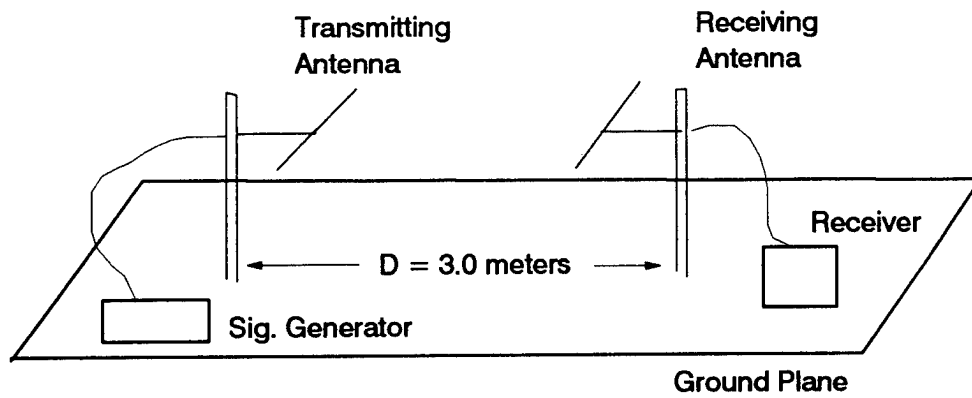 Transmitting
Antenna
Receiving
Antenna
Receiver
D = 3.0 meters
Sig. Generator
Ground Plane